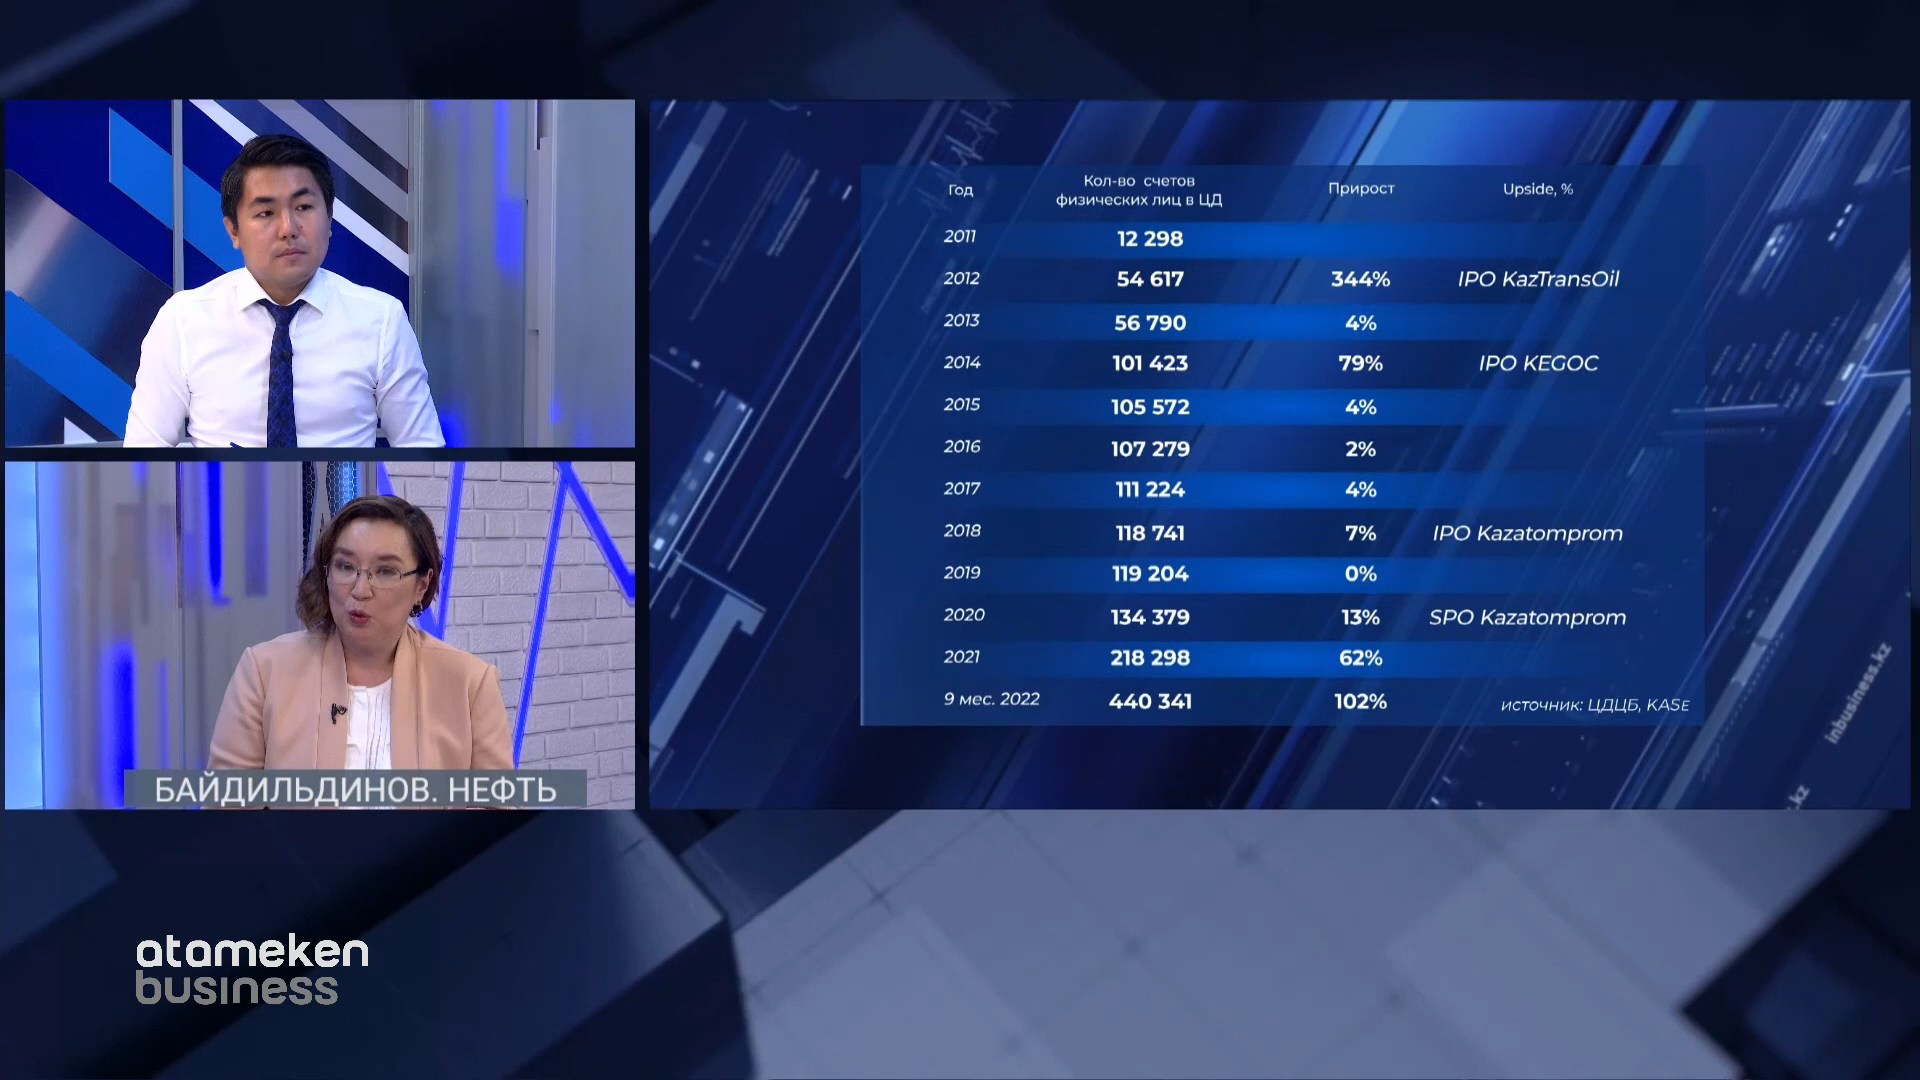 Год Кол-во счетов физических лиц в ЦД Прирост Upside, %
2011 12 298
2012 54 617 344% IPO KazTransOil
2013 56 790 4%
2014 101 423 79% IPO KEGOC
2015 105 572 4%
2016 107 279 2%
2017 111 224 4%
2018 118 741 7% IPO Kazatomprom
2019 119 204 0%
2020 134 379 13% SPO Kazatomprom
2021 218 298 62%
9 мес. 2022 440 341 102%
источник: ЦДЦБ, KASE
inbusiness.kz
.kz
БАЙДИЛЬДИНОВ. НЕФТЬ
atameken
business